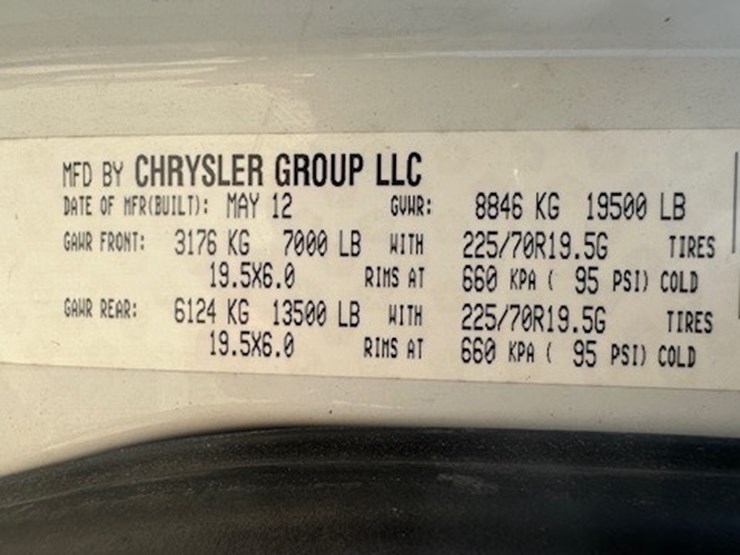 MFD BY CHRYSLER GROUP LLC
DATE OF MFR(BUILT): MAY 12 GVWR: 8846 KG 19500 LB
GAWR FRONT: 3176 KG 7000 LB WITH 225/70R19.5G TIRES
19.5X6.0 RIMS AT 660 KPA ( 95 PSI) COLD
GAWR REAR: 6124 KG 13500 LB WITH 225/70R19.5G TIRES
19.5X6.0 RIMS AT 660 KPA ( 95 PSI) COLD